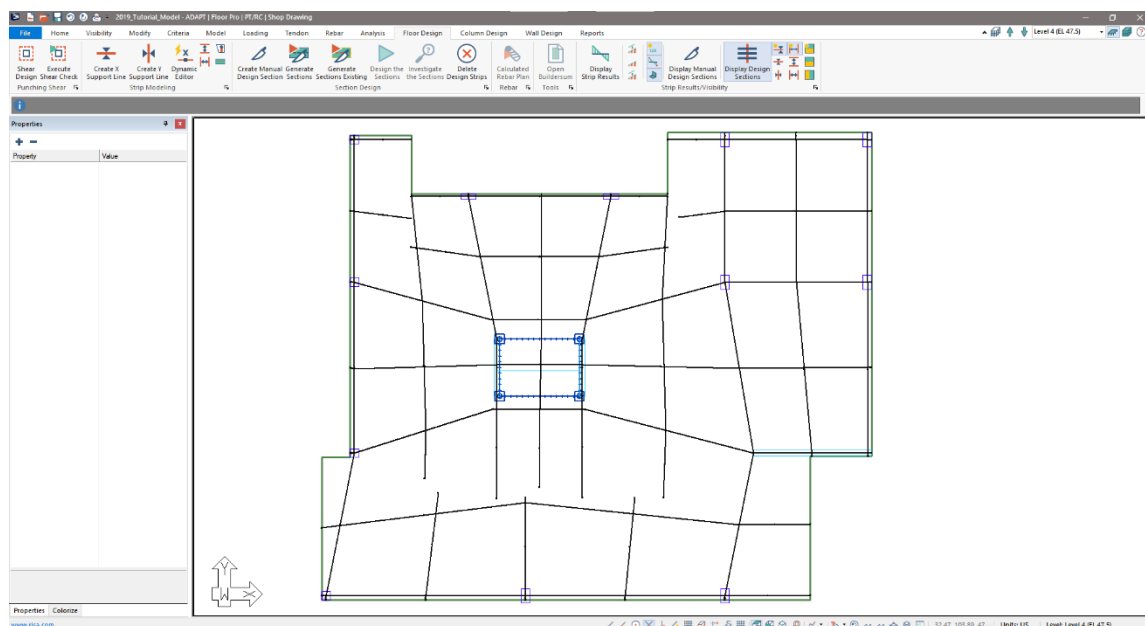 2019_Tutorial_Model - ADAPT | Floor Pro | PT/RC | Shop Drawing
File Home Visibility Modify Criteria Model Loading Tendon Rebar Analysis Floor Design Column Design Wall Design Reports Level 4 (EL 47.5)
Shear Execute Create X Create Y Dynamic Create Manual Generate Generate Design the Investigate Delete Calculated Open Display Display Manual Display Design
Design Shear Check Support Line Support Line Editor Design Section Sections Sections Existing Sections the Sections Design Strips Rebar Plan Buildersum Strip Results Design Sections Sections
Punching Shear Strip Modeling Section Design Rebar Tools Strip Results/Visibility
Properties
Property Value
Y
W X
Properties Colorize
www.risa.com Units: US Level: Level 4 (EL 47.5)